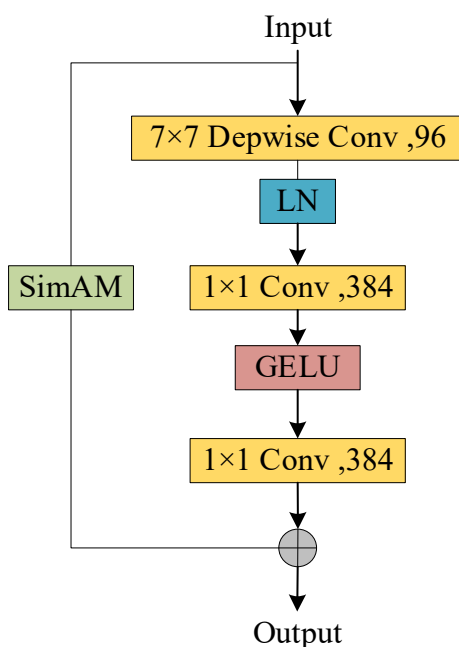 Input
7×7 Depwise Conv ,96
LN
SimAM
1×1 Conv ,384
GELU
1×1 Conv ,384
Output